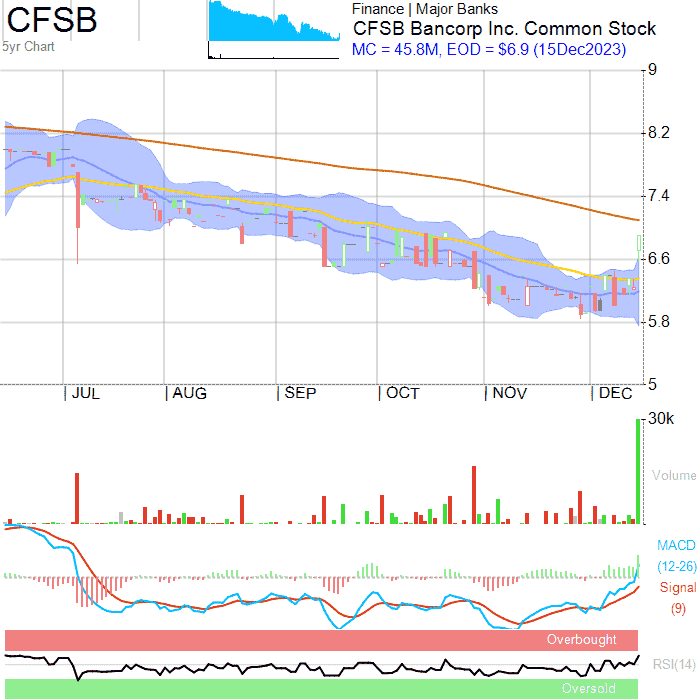 CFSB
5yr Chart
Finance | Major Banks
CFSB Bancorp Inc. Common Stock
MC = 45.8M, EOD = $6.9 (15Dec2023)
9
8.2
7.4
6.6
5.8
5
JUL AUG SEP OCT NOV DEC
30k
Volume
MACD
(12-26)
Signal
(9)
Overbought
RSI(14)
Oversold